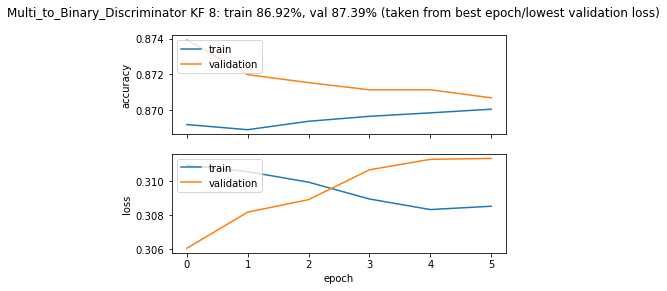 Multi_to_Binary_Discriminator KF 8: train 86.92%, val 87.39% (taken from best epoch/lowest validation loss)
0.874
0.872
0.870
accuracy
train
validation
0.310
0.308
0.306
loss
train
validation
0 1 2 3 4 5
epoch